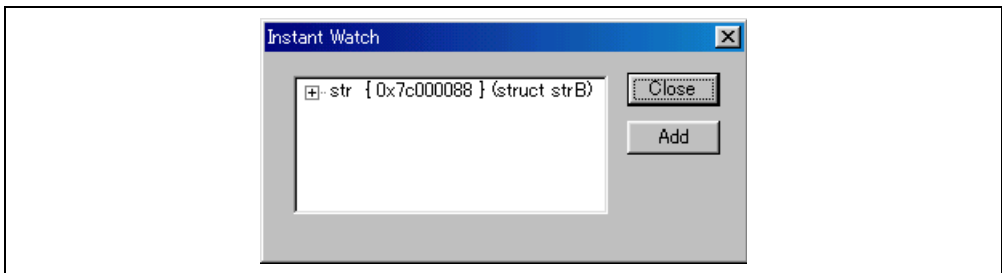 Instant Watch
str { 0x7c000088 } (struct strB)
Close
Add